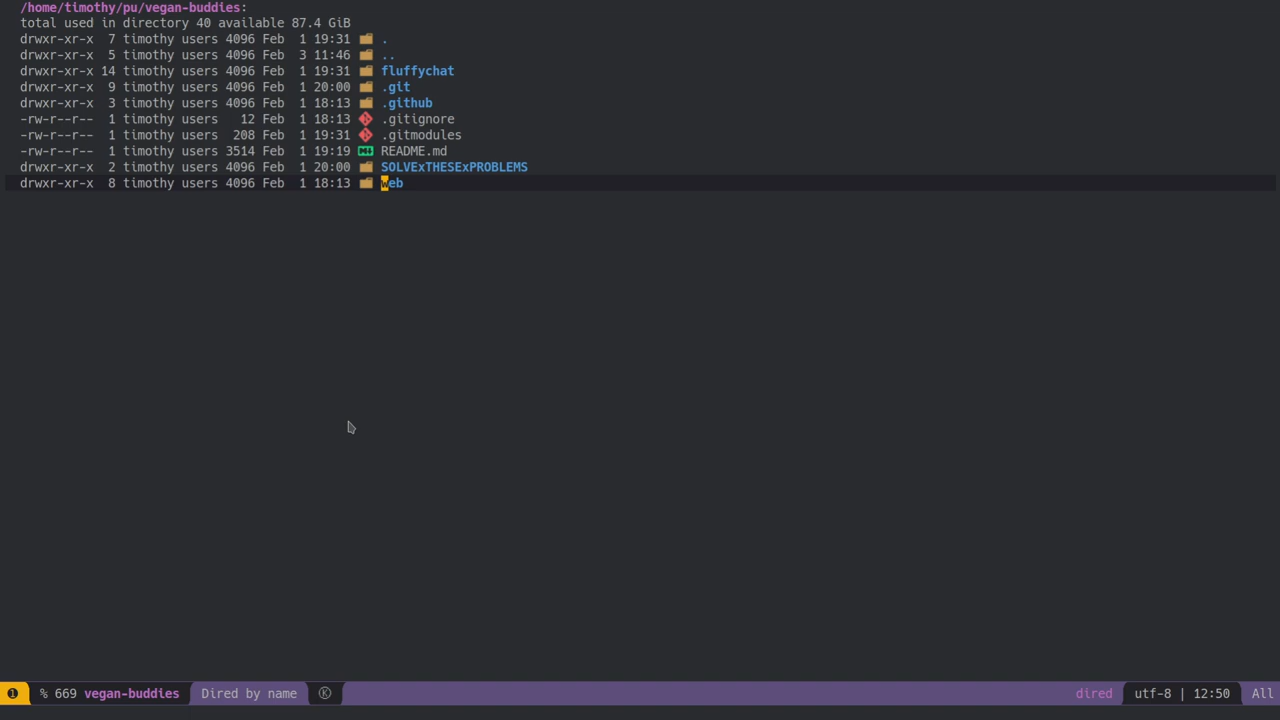 /home/timothy/pu/vegan-buddies:
total used in directory 40 available 87.4 GiB
drwxr-xr-x  7 timothy users 4096 Feb  1 19:31 .
drwxr-xr-x  5 timothy users 4096 Feb  3 11:46 ..
drwxr-xr-x 14 timothy users 4096 Feb  1 19:31 fluffychat
drwxr-xr-x  9 timothy users 4096 Feb  1 20:00 .git
drwxr-xr-x  3 timothy users 4096 Feb  1 18:13 .github
-rw-r--r--  1 timothy users   12 Feb  1 18:13 .gitignore
-rw-r--r--  1 timothy users  208 Feb  1 19:31 .gitmodules
-rw-r--r--  1 timothy users 3514 Feb  1 19:19 README.md
drwxr-xr-x  2 timothy users 4096 Feb  1 20:00 SOLVExTHESExPROBLEMS
drwxr-xr-x  8 timothy users 4096 Feb  1 18:13 web
❶ % 669 vegan-buddies Dired by name Ⓚ dired utf-8 | 12:50 All